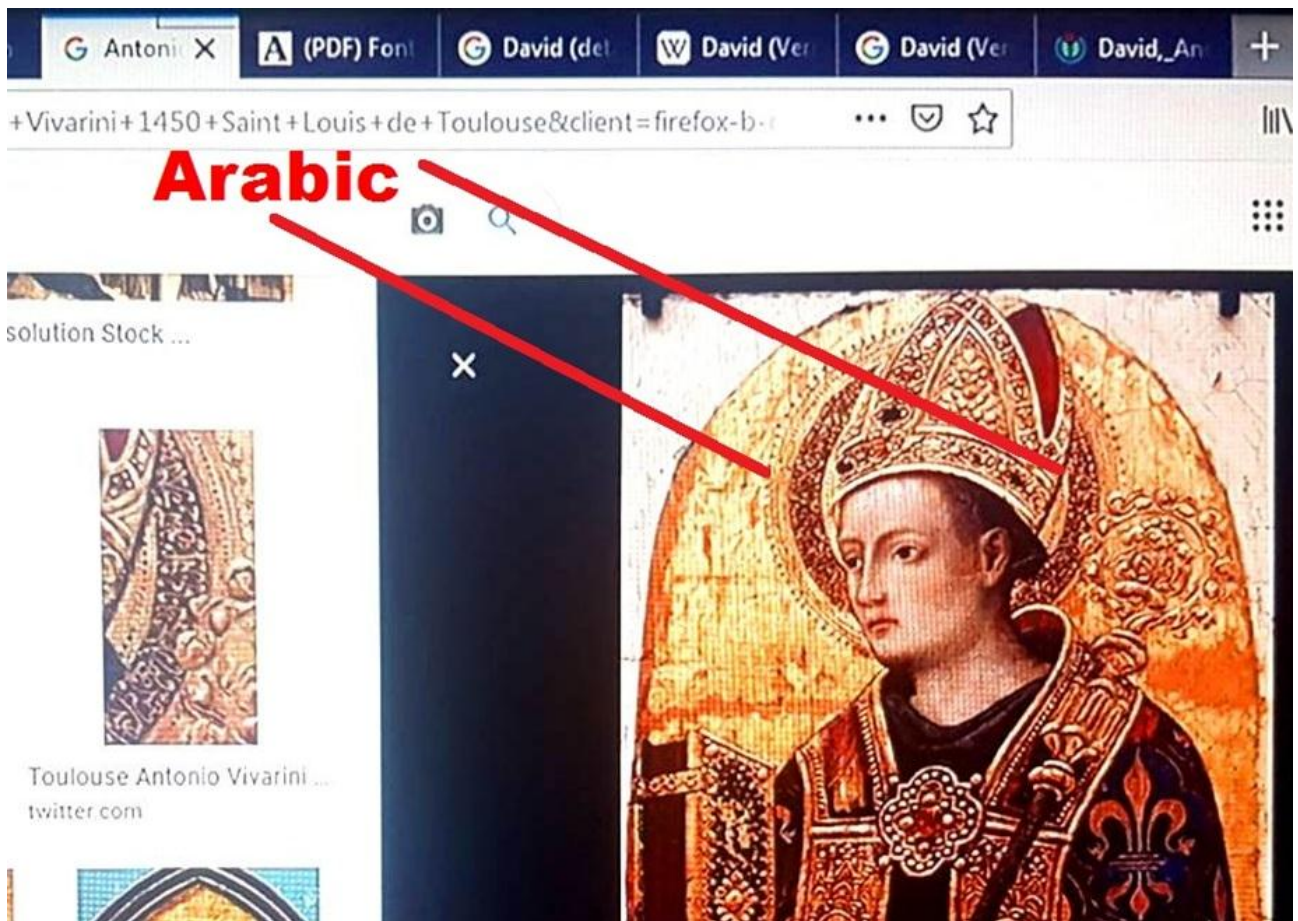 Antoni
(PDF) Font
David (det
David (Ver
David (Ver
David,_An
+Vivarini+1450+Saint+Louis+de+Toulouse&client=firefox-b-
Arabic
solution Stock ...
Toulouse Antonio Vivarini ...
twitter.com